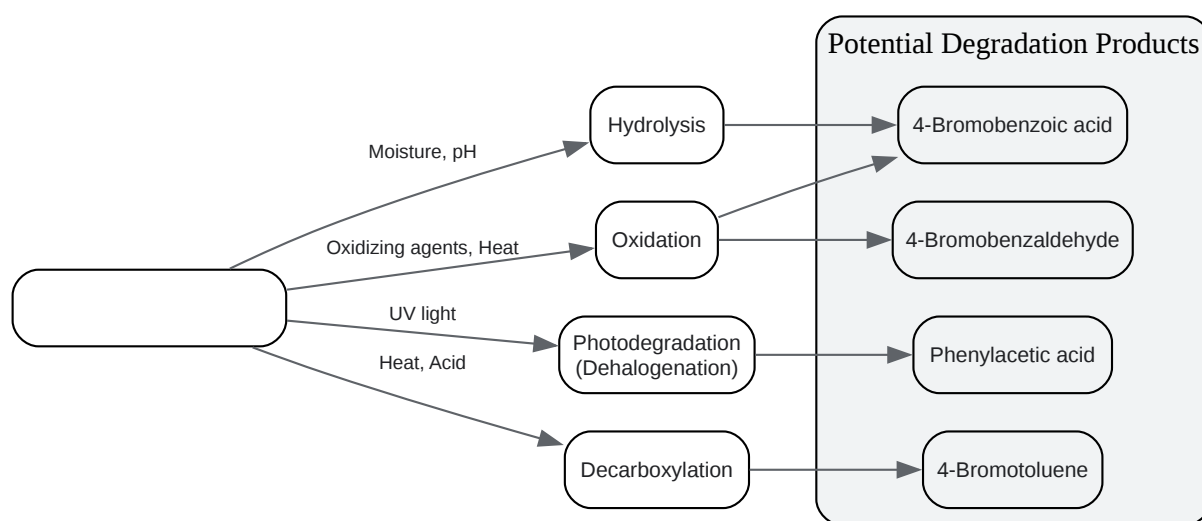 Potential Degradation Products
Hydrolysis
4-Bromobenzoic acid
Moisture, pH
Oxidizing agents, Heat
Oxidation
4-Bromobenzaldehyde
UV light
Photodegradation
(Dehalogenation)
Phenylacetic acid
Heat, Acid
Decarboxylation
4-Bromotoluene